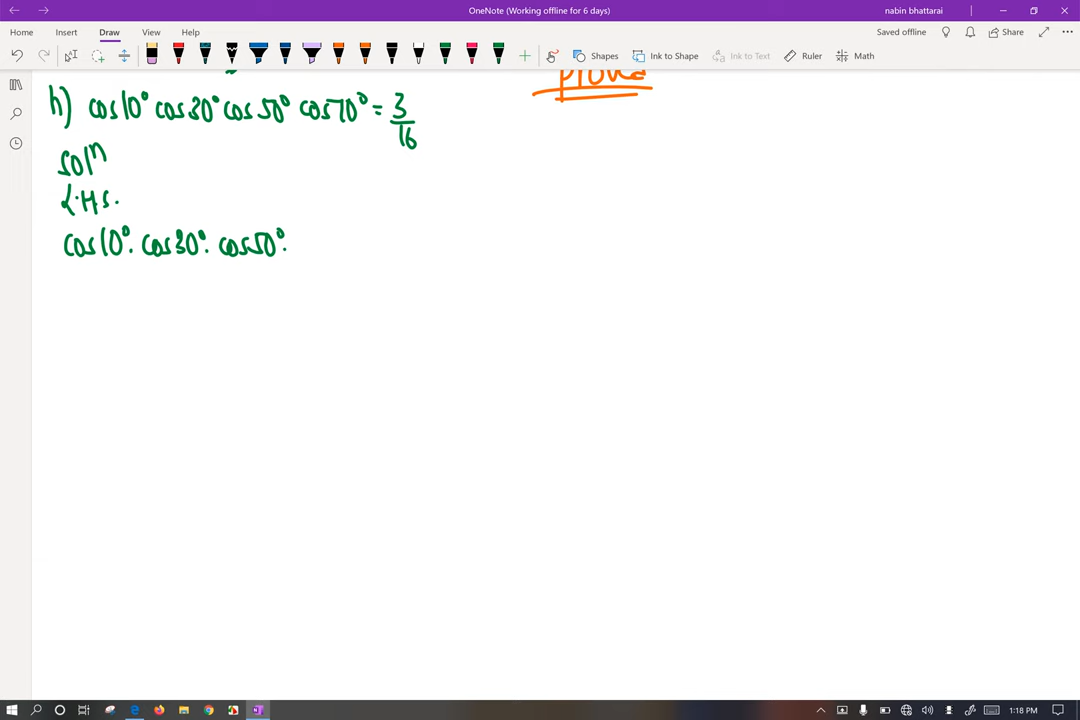 OneNote (Working offline for 6 days)
nabin bhattarai
Home Insert Draw View Help
Saved offline
Share
Shapes
Ink to Shape
Ink to Text
Ruler
Math
prove
h) cos10° cos30° cos50° cos70° = 3/16
solⁿ
L.H.S.
cos10°. cos30°. cos50°.
1:18 PM